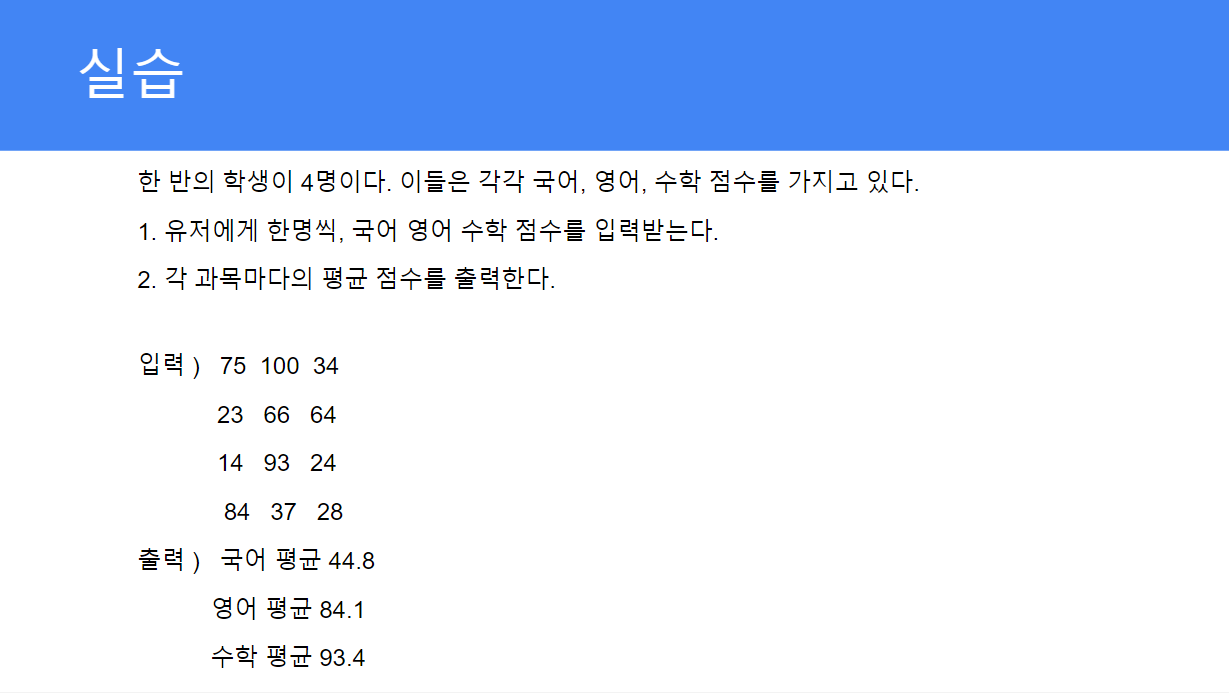 실습
한 반의 학생이 4명이다. 이들은 각각 국어, 영어, 수학 점수를 가지고 있다.
1. 유저에게 한명씩, 국어 영어 수학 점수를 입력받는다.
2. 각 과목마다의 평균 점수를 출력한다.
입력 ) 75 100 34
23 66 64
14 93 24
84 37 28
출력 ) 국어 평균 44.8
영어 평균 84.1
수학 평균 93.4